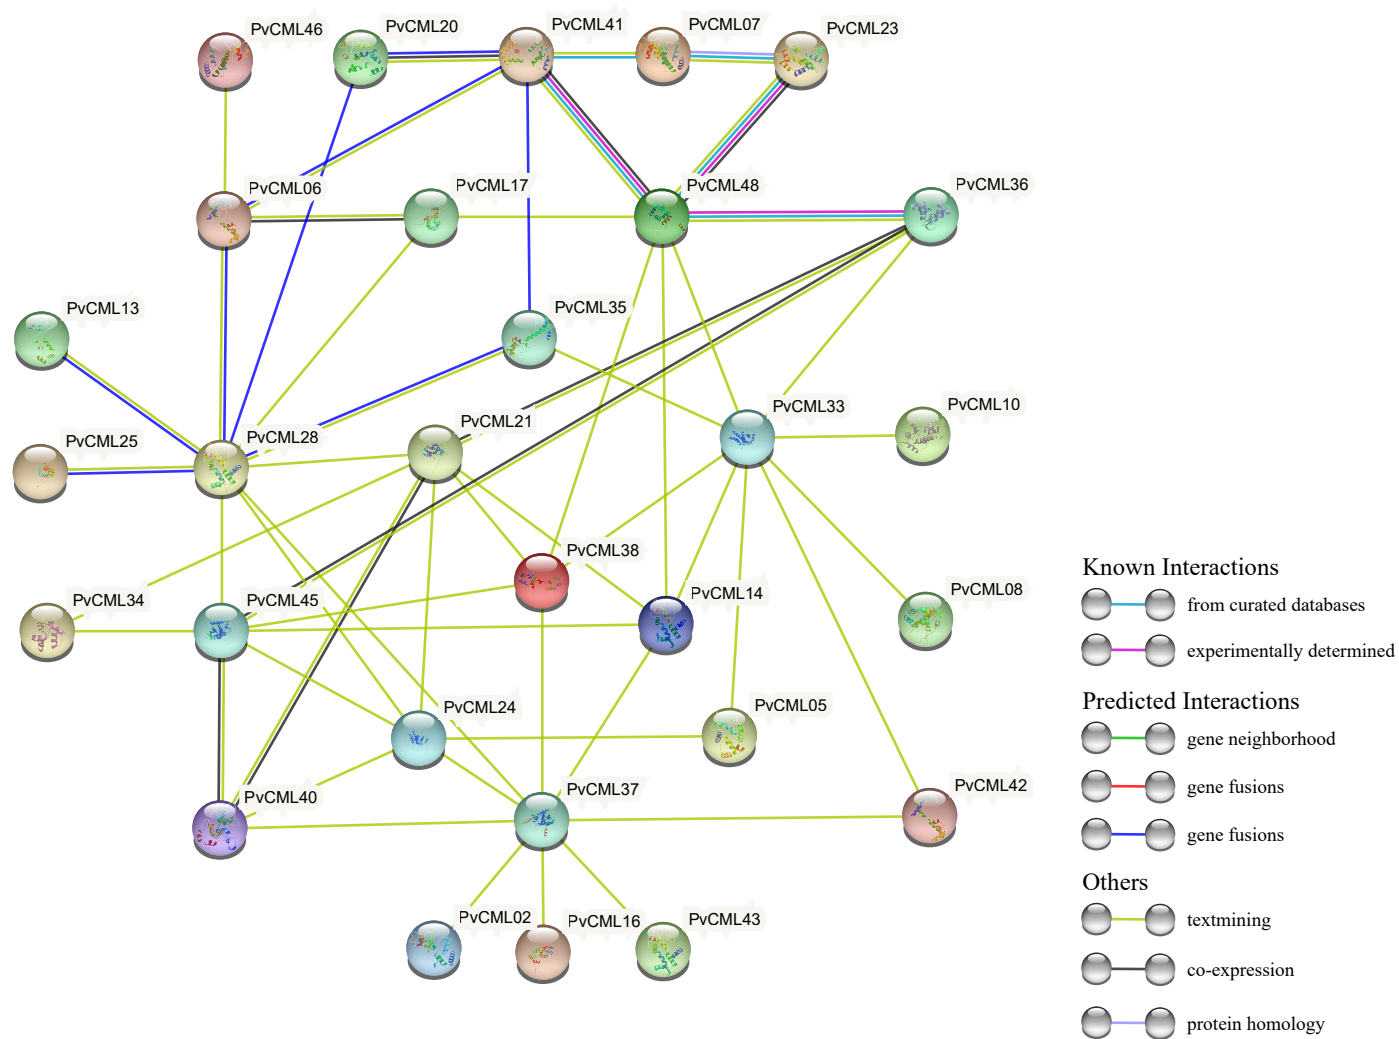 PvCML46
PvCML20
PvCML41
PvCML07
PvCML23
PvCML06
PvCML17
PvCML48
PvCML36
PvCML13
PvCML35
PvCML33
PvCML10
PvCML25
PvCML28
PvCML21
PvCML38
PvCML34
PvCML45
PvCML14
PvCML08
PvCML24
PvCML05
PvCML40
PvCML37
PvCML42
PvCML02
PvCML16
PvCML43
Known Interactions
from curated databases
experimentally determined
Predicted Interactions
gene neighborhood
gene fusions
gene fusions
Others
textmining
co-expression
protein homology